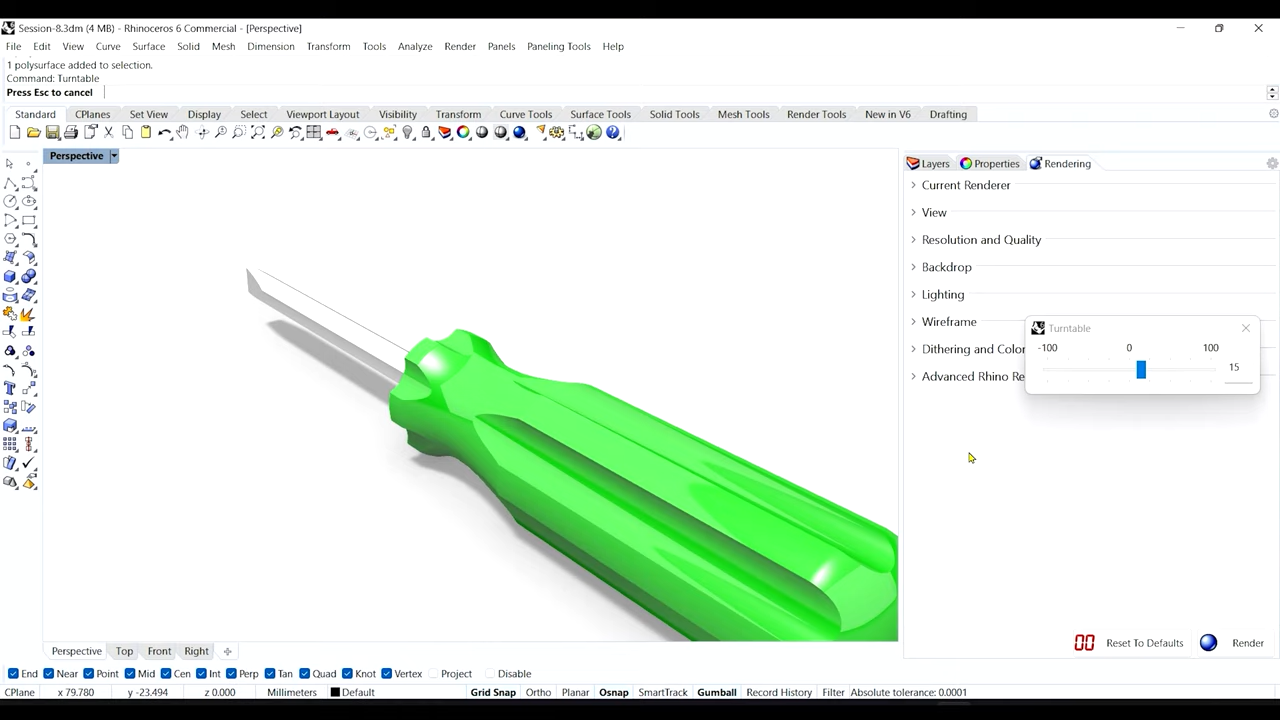 Session-8.3dm (4 MB) - Rhinoceros 6 Commercial - [Perspective]
File Edit View Curve Surface Solid Mesh Dimension Transform Tools Analyze Render Panels Paneling Tools Help
1 polysurface added to selection.
Command: Turntable
Press Esc to cancel
Standard CPlanes Set View Display Select Viewport Layout Visibility Transform Curve Tools Surface Tools Solid Tools Mesh Tools Render Tools New in V6 Drafting
Perspective
Layers Properties Rendering
Current Renderer
View
Resolution and Quality
Backdrop
Lighting
Wireframe
Dithering and Color
Advanced Rhino Re
Turntable
-100 0 100
15
Reset To Defaults Render
Perspective Top Front Right
End Near Point Mid Cen Int Perp Tan Quad Knot Vertex Project Disable
CPlane x 79.780 y -23.494 z 0.000 Millimeters Default Grid Snap Ortho Planar Osnap SmartTrack Gumball Record History Filter Absolute tolerance: 0.0001